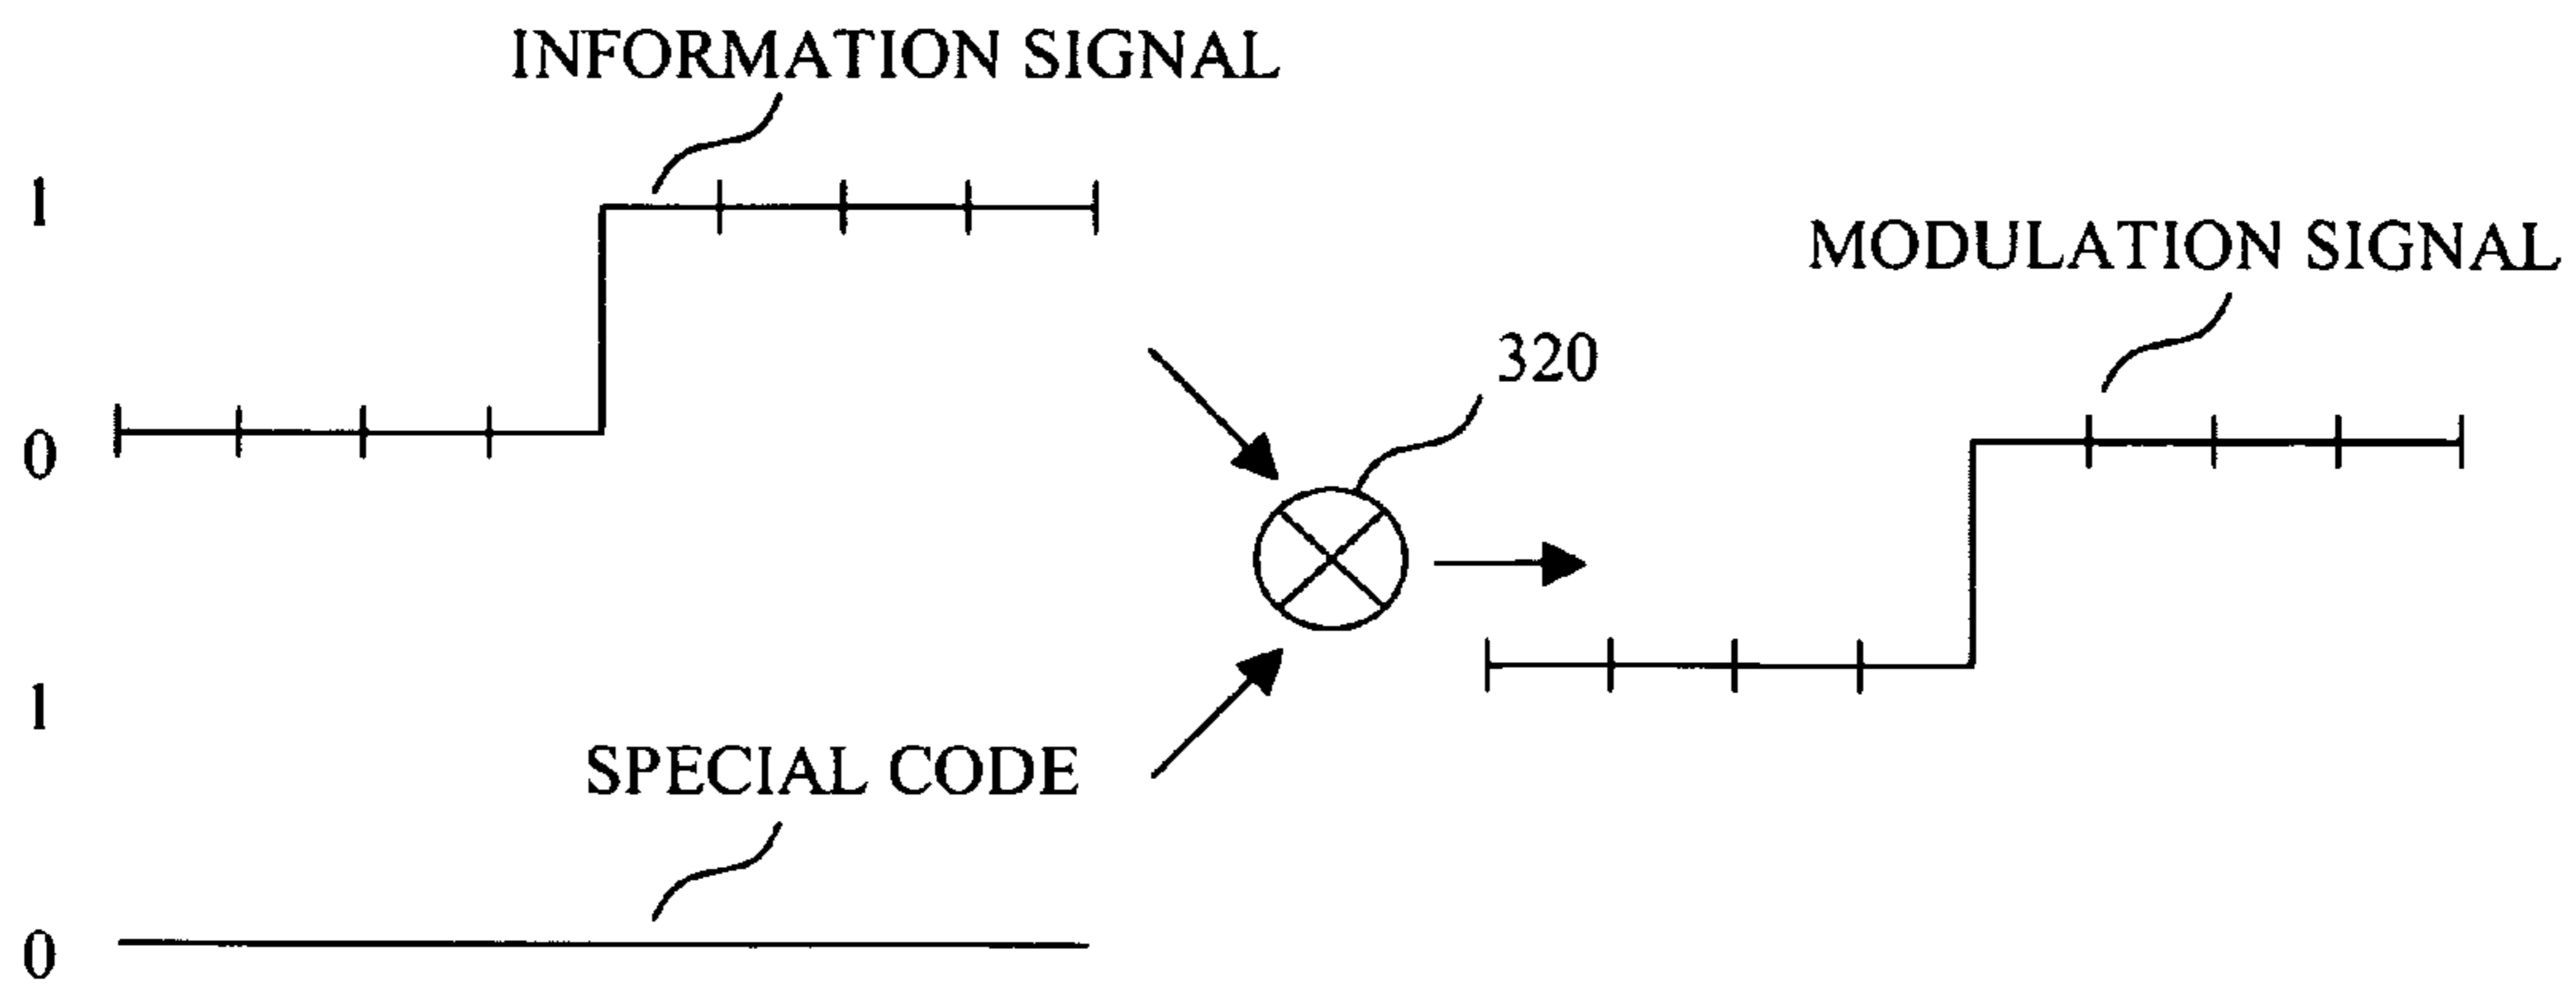 INFORMATION SIGNAL
1
MODULATION SIGNAL
320
0
1
SPECIAL CODE
0